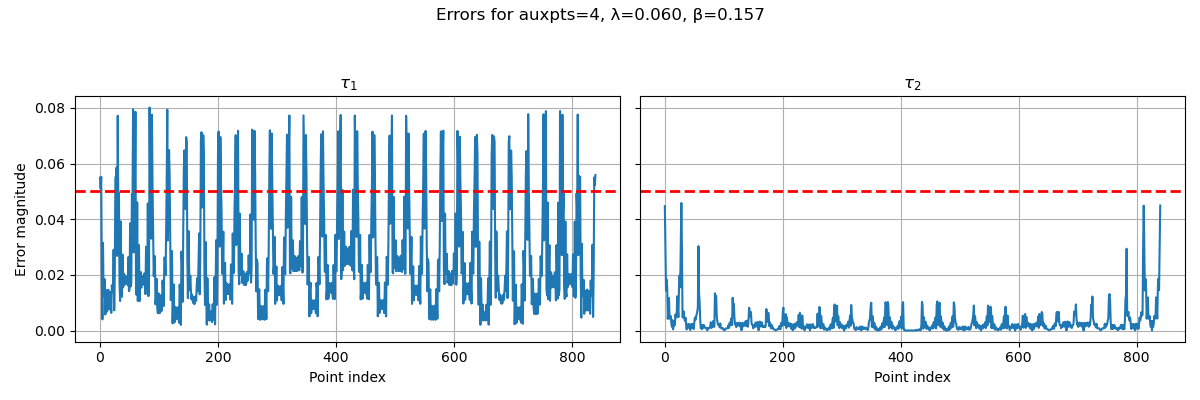 Errors for auxpts=4, λ=0.060, β=0.157
τ₁
τ₂
0.08
0.06
0.04
0.02
0.00
Error magnitude
0 200 400 600 800
0 200 400 600 800
Point index
Point index